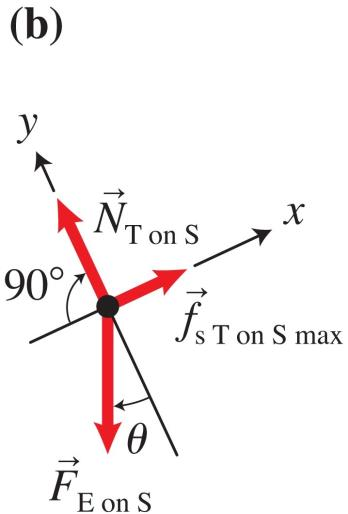 (b)
y
x
N⃗ T on S
90°
f⃗ s T on S max
θ
F⃗ E on S